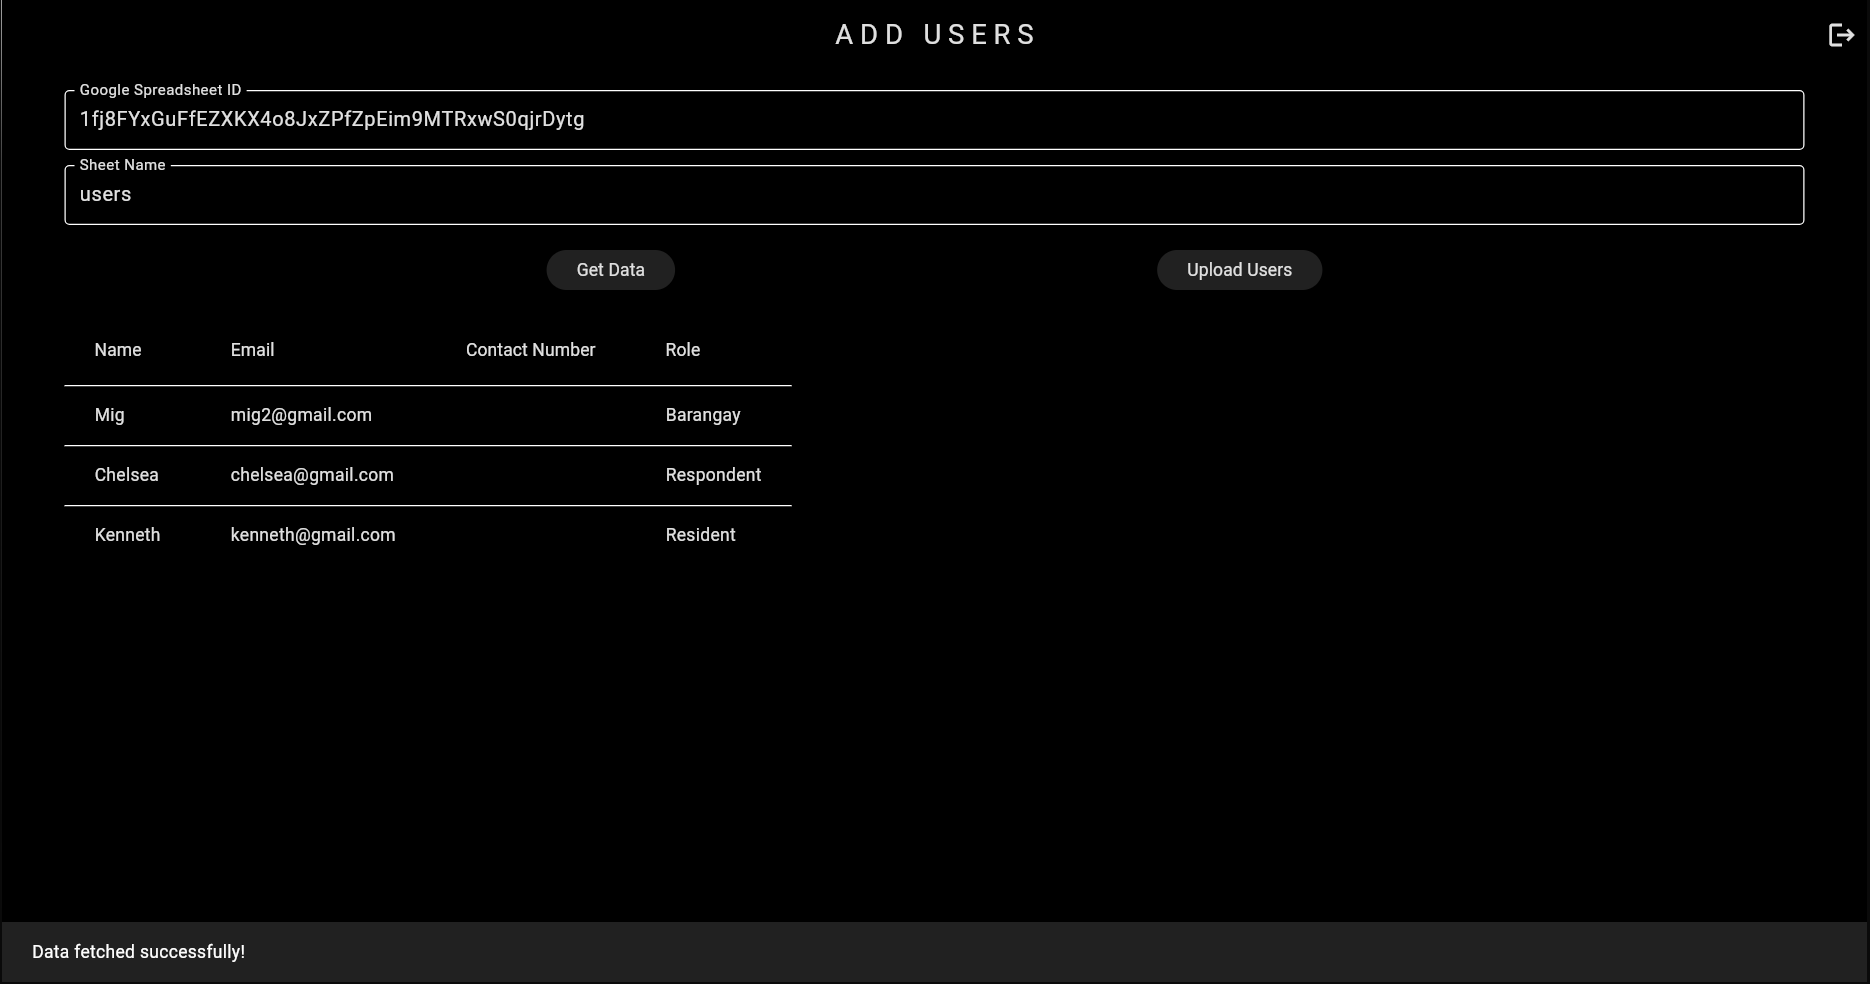 ADD USERS
Google Spreadsheet ID
1fj8FYxGuFfEZXKX4o8JxZPfZpEim9MTRxwS0qjrDytg
Sheet Name
users
Get Data Upload Users
Name Email Contact Number Role
Mig mig2@gmail.com Barangay
Chelsea chelsea@gmail.com Respondent
Kenneth kenneth@gmail.com Resident
Data fetched successfully!